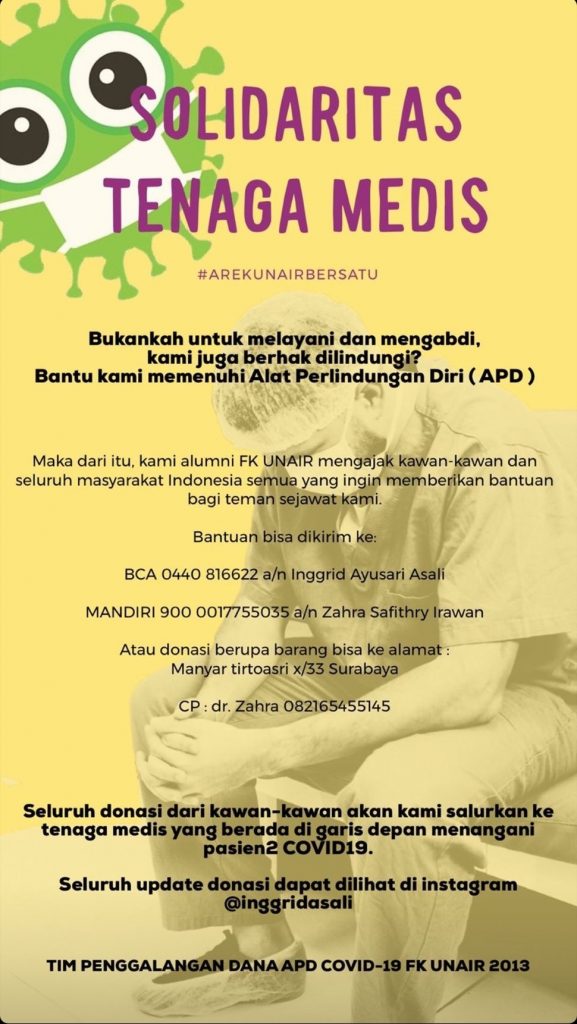 SOLIDARITAS
TENAGA MEDIS
#AREKUNAIRBERSATU
Bukankah untuk melayani dan mengabdi,
kami juga berhak dilindungi?
Bantu kami memenuhi Alat Perlindungan Diri ( APD )
Maka dari itu, kami alumni FK UNAIR mengajak kawan-kawan dan
seluruh masyarakat Indonesia semua yang ingin memberikan bantuan
bagi teman sejawat kami.
Bantuan bisa dikirim ke:
BCA 0440 816622 a/n Inggrid Ayusari Asali
MANDIRI 900 0017755035 a/n Zahra Safithry Irawan
Atau donasi berupa barang bisa ke alamat :
Manyar tirtoasri x/33 Surabaya
CP : dr. Zahra 082165455145
Seluruh donasi dari kawan-kawan akan kami salurkan ke
tenaga medis yang berada di garis depan menangani
pasien2 COVID19.
Seluruh update donasi dapat dilihat di instagram
@inggridasali
TIM PENGGALANGAN DANA APD COVID-19 FK UNAIR 2013